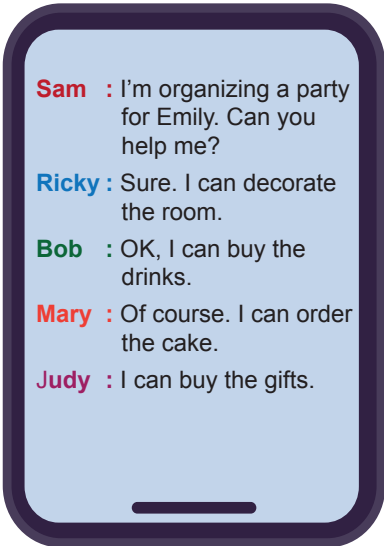 Sam : I'm organizing a party
for Emily. Can you
help me?
Ricky : Sure. I can decorate
the room.
Bob : OK, I can buy the
drinks.
Mary : Of course. I can order
the cake.
Judy : I can buy the gifts.